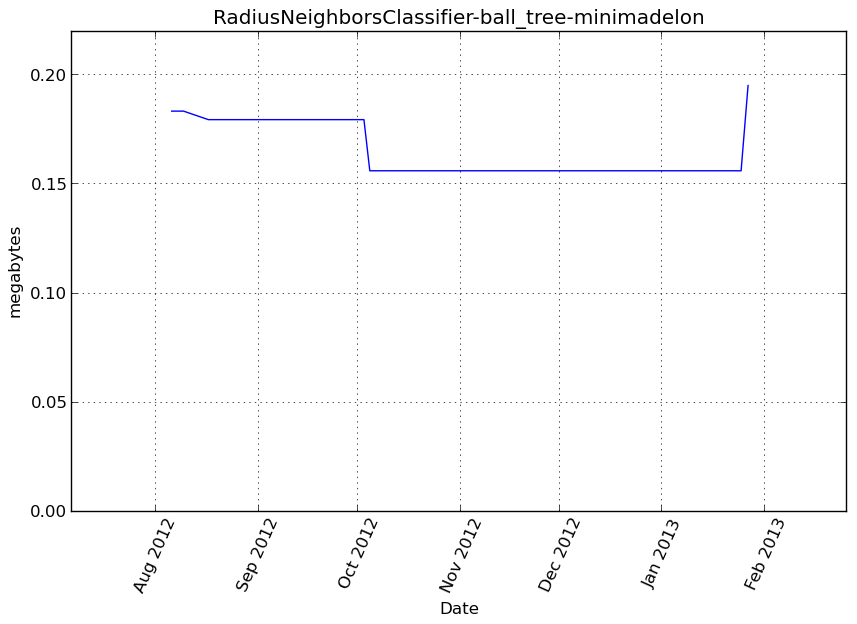 RadiusNeighborsClassifier-ball_tree-minimadelon
0.20
0.15
0.10
0.05
0.00
megabytes
Aug 2012
Sep 2012
Oct 2012
Nov 2012
Dec 2012
Jan 2013
Feb 2013
Date